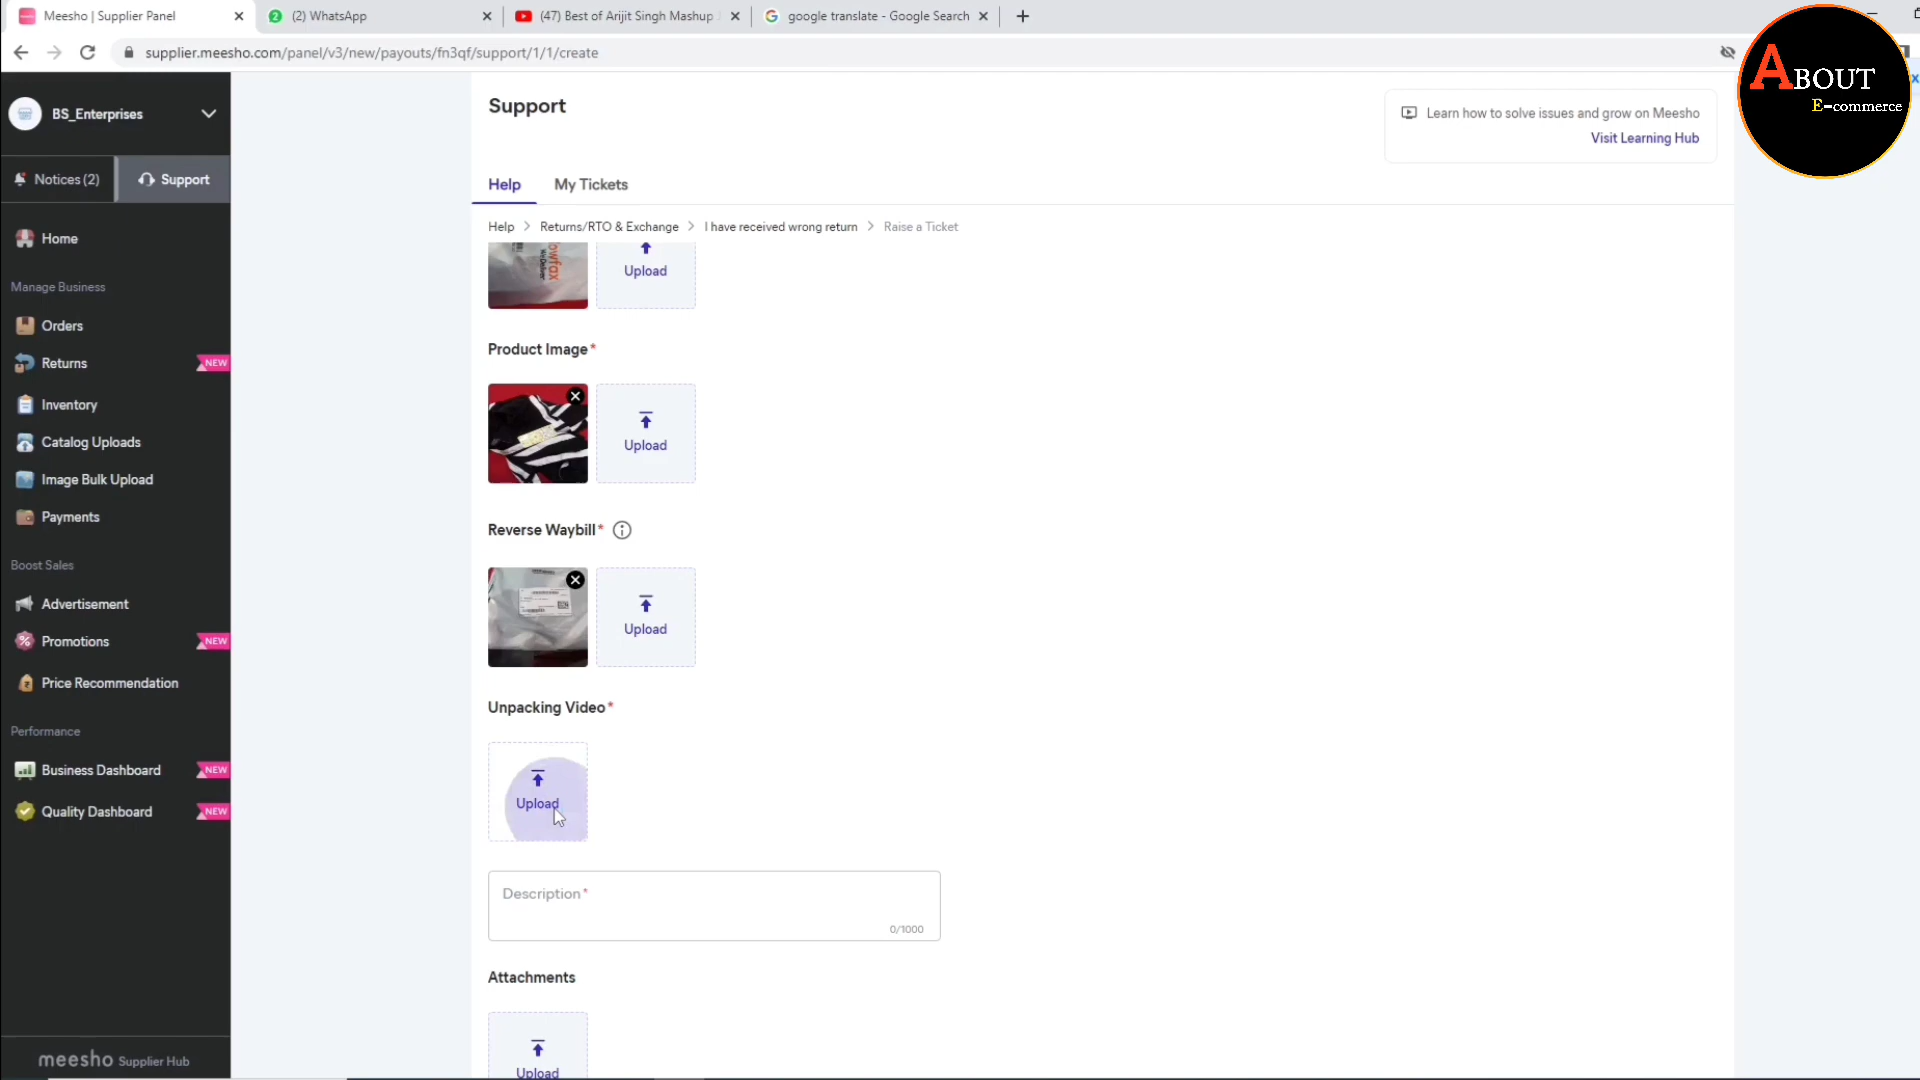 Meesho | Supplier Panel
(2) WhatsApp
(47) Best of Arijit Singh Mashup
google translate - Google Search
supplier.meesho.com/panel/v3/new/payouts/fn3qf/support/1/1/create
ABOUT
E-commerce
BS_Enterprises
Notices (2)
Support
Home
Manage Business
Orders
Returns
NEW
Inventory
Catalog Uploads
Image Bulk Upload
Payments
Boost Sales
Advertisement
Promotions
NEW
Price Recommendation
Performance
Business Dashboard
NEW
Quality Dashboard
NEW
meesho Supplier Hub
Support
Learn how to solve issues and grow on Meesho
Visit Learning Hub
Help
My Tickets
Help > Returns/RTO & Exchange > I have received wrong return > Raise a Ticket
Upload
Product Image*
Upload
Reverse Waybill*
Upload
Unpacking Video*
Upload
Description*
0/1000
Attachments
Upload